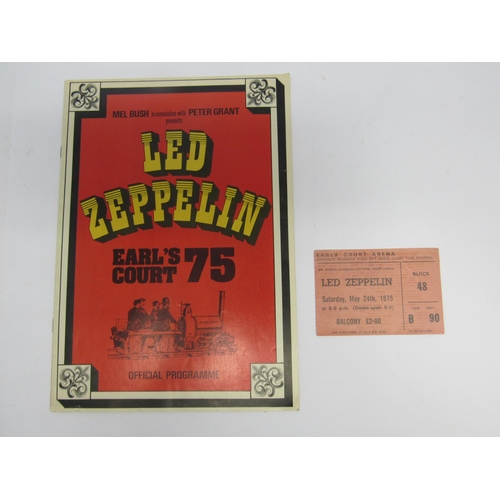 MEL BUSH in association with PETER GRANT
presents
LED
ZEPPELIN
EARL'S
COURT 75
OFFICIAL PROGRAMME
EARLS COURT ARENA
LED ZEPPELIN
Saturday, May 24th, 1975
BALCONY £2-00
BLOCK
48
B 90